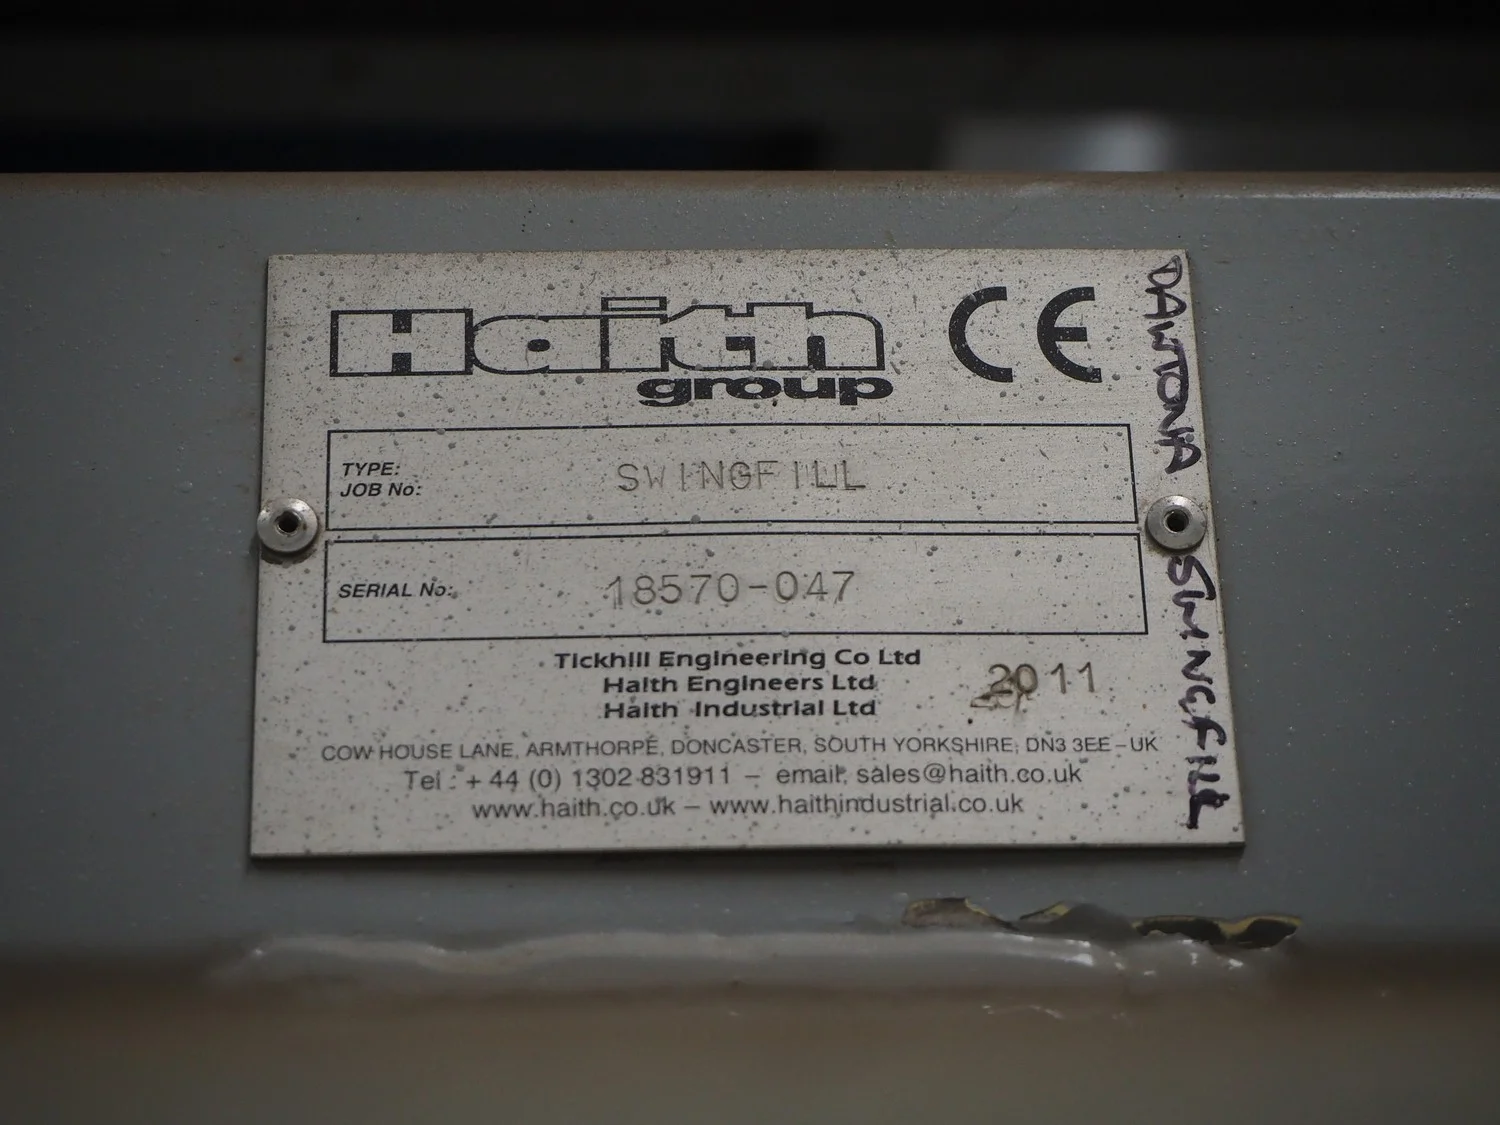 Haith
group
CE
TYPE:
JOB No:
SWINGFILL
SERIAL No:
18570-047
Tickhill Engineering Co Ltd
Haith Engineers Ltd
Haith Industrial Ltd
2011
COW HOUSE LANE, ARMTHORPE, DONCASTER, SOUTH YORKSHIRE, DN3 3EE – UK
Tel : + 44 (0) 1302 831911 – email, sales@haith.co.uk
www.haith.co.uk – www.haithindustrial.co.uk
DANTONA
SWINGFILL